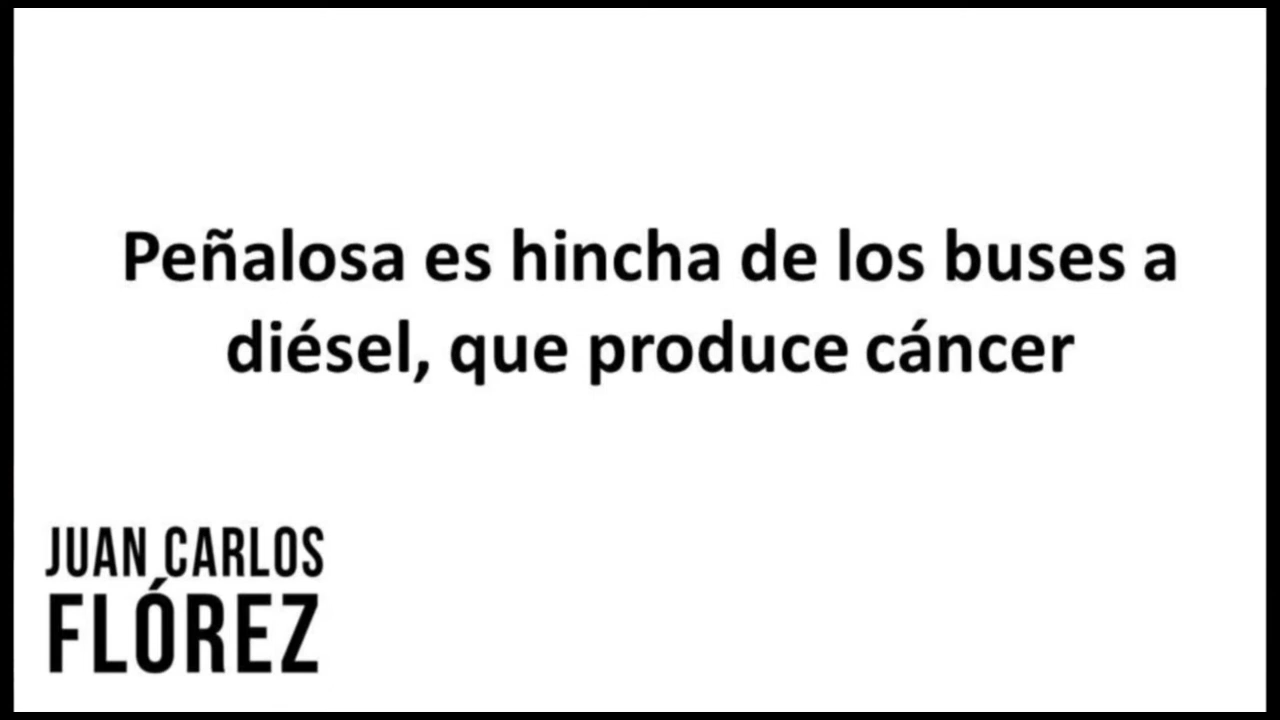 Peñalosa es hincha de los buses a
diésel, que produce cáncer
JUAN CARLOS
FLÓREZ